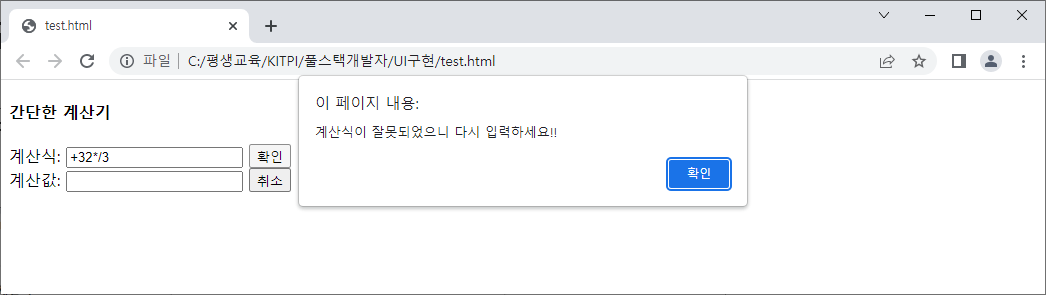 test.html
파일 C:/평생교육/KITPI/풀스택개발자/UI구현/test.html
간단한 계산기
계산식: +32*/3 확인
계산값: 취소
이 페이지 내용:
계산식이 잘못되었으니 다시 입력하세요!!
확인